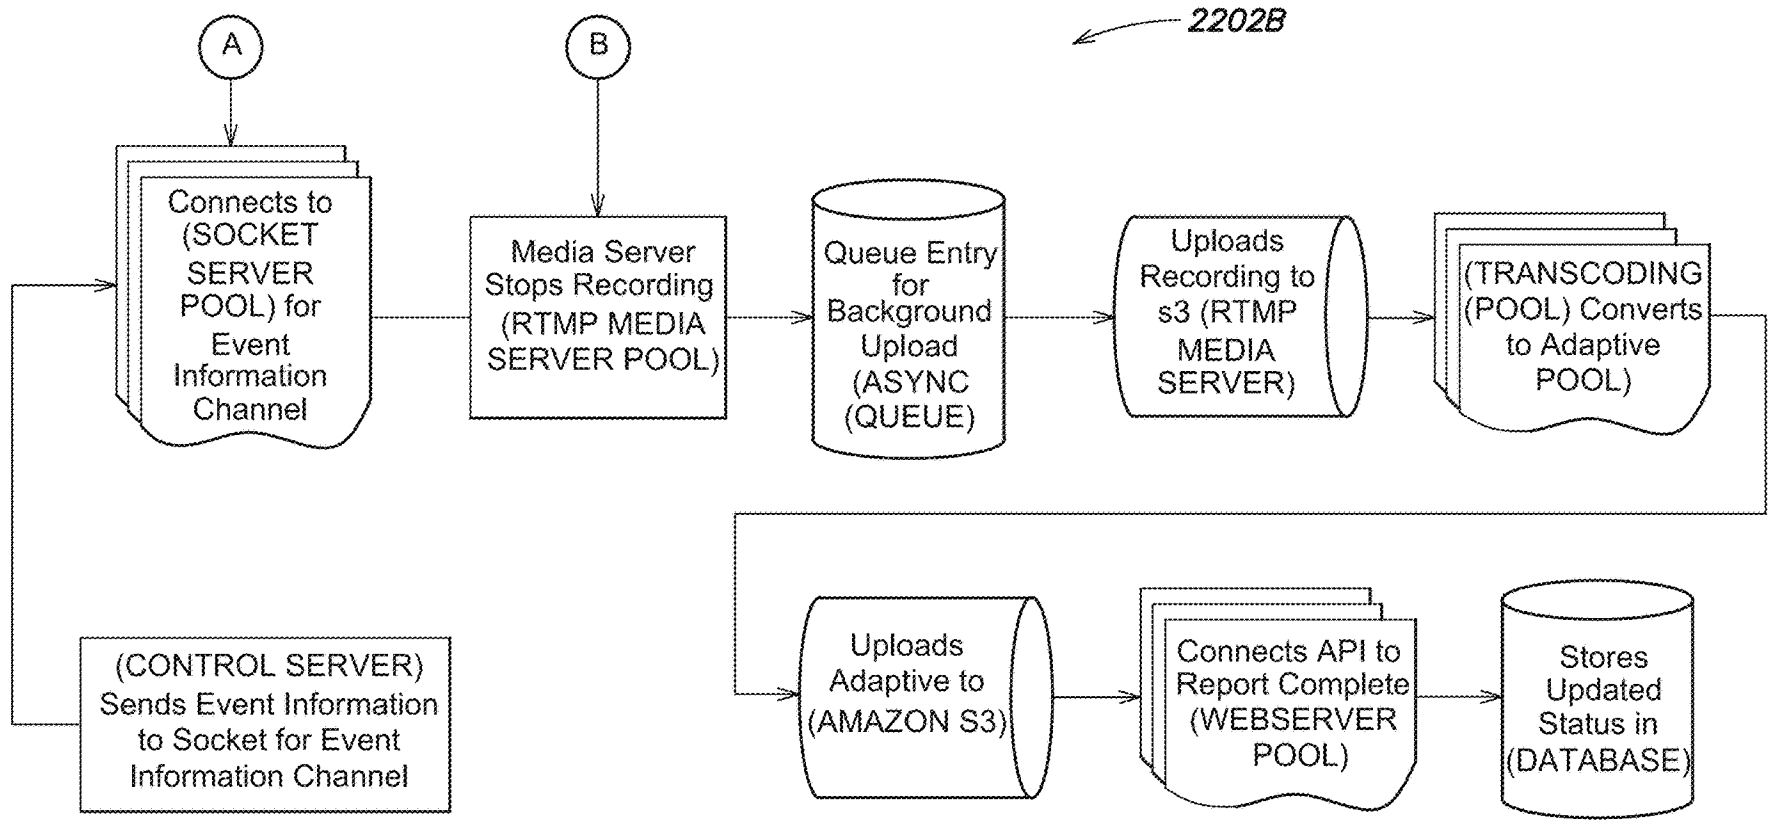 2202B
A
B
Connects to
(SOCKET
SERVER
POOL) for
Event
Information
Channel
Media Server
Stops Recording
(RTMP MEDIA
SERVER POOL)
Queue Entry
for
Background
Upload
(ASYNC
(QUEUE)
Uploads
Recording to
s3 (RTMP
MEDIA
SERVER)
(TRANSCODING
(POOL) Converts
to Adaptive
POOL)
(CONTROL SERVER)
Sends Event Information
to Socket for Event
Information Channel
Uploads
Adaptive to
(AMAZON S3)
Connects API to
Report Complete
(WEBSERVER
POOL)
Stores
Updated
Status in
(DATABASE)